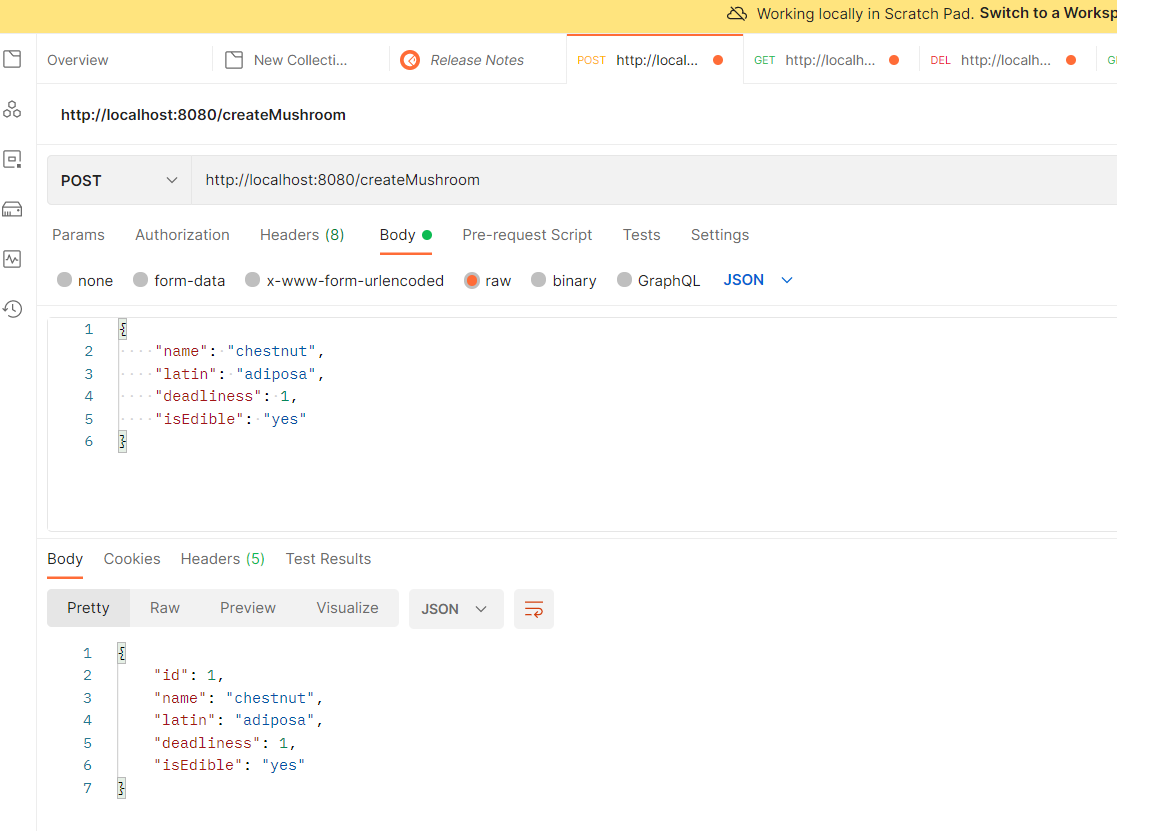 Working locally in Scratch Pad. Switch to a Worksp
Overview New Collecti... Release Notes POST http://local... GET http://localh... DEL http://localh...
http://localhost:8080/createMushroom
POST http://localhost:8080/createMushroom
Params Authorization Headers (8) Body Pre-request Script Tests Settings
none form-data x-www-form-urlencoded raw binary GraphQL JSON
1 {
2 "name": "chestnut",
3 "latin": "adiposa",
4 "deadliness": 1,
5 "isEdible": "yes"
6 }
Body Cookies Headers (5) Test Results
Pretty Raw Preview Visualize JSON
1 {
2 "id": 1,
3 "name": "chestnut",
4 "latin": "adiposa",
5 "deadliness": 1,
6 "isEdible": "yes"
7 }